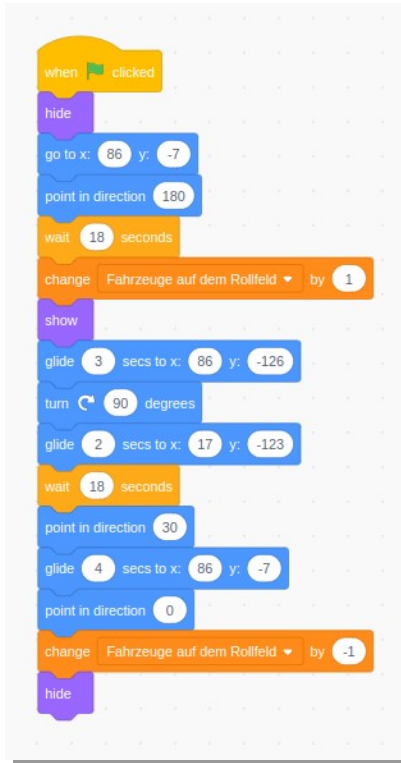 when clicked
hide
go to x: 86 y: -7
point in direction 180
wait 18 seconds
change Fahrzeuge auf dem Rollfeld by 1
show
glide 3 secs to x: 86 y: -126
turn 90 degrees
glide 2 secs to x: 17 y: -123
wait 18 seconds
point in direction 30
glide 4 secs to x: 86 y: -7
point in direction 0
change Fahrzeuge auf dem Rollfeld by -1
hide